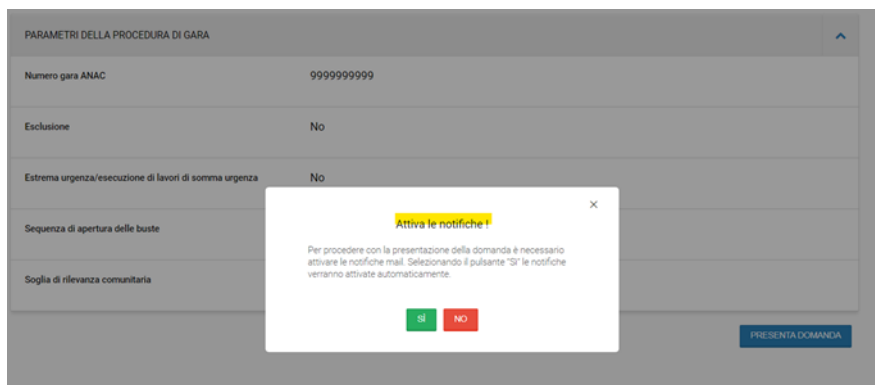 PARAMETRI DELLA PROCEDURA DI GARA
Numero gara ANAC 9999999999
Esclusione No
Estrema urgenza/esecuzione di lavori di somma urgenza No
Sequenza di apertura delle buste
Soglia di rilevanza comunitaria
Attiva le notifiche !
Per procedere con la presentazione della domanda è necessario
attivare le notifiche mail. Selezionando il pulsante "SI" le notifiche
verranno attivate automaticamente.
SÌ NO
PRESENTA DOMANDA